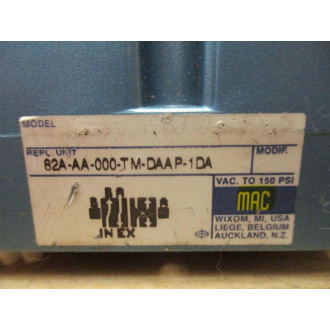 MODEL
REPL. UNIT
MODIF.
82A-AA-000-TM-DAAP-1DA
VAC. TO 150 PSI
MAC
IN EX
WIXOM, MI, USA
LIEGE, BELGIUM
AUCKLAND, N.Z.